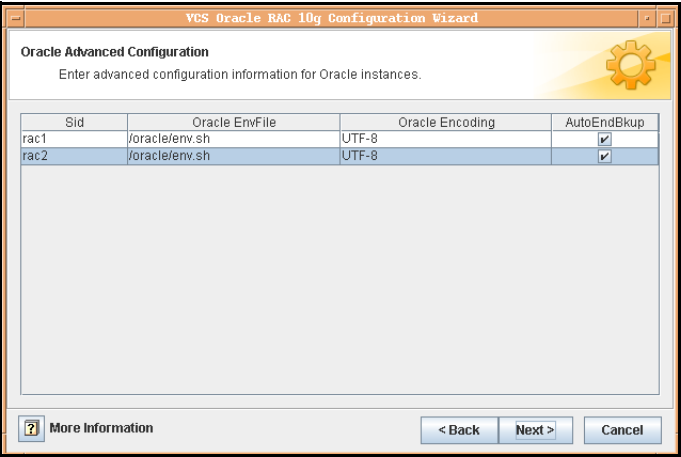 VCS Oracle RAC 10g Configuration Wizard
Oracle Advanced Configuration
Enter advanced configuration information for Oracle instances.
Sid Oracle EnvFile Oracle Encoding AutoEndBkup
rac1 /oracle/env.sh UTF-8
rac2 /oracle/env.sh UTF-8
? More Information < Back Next > Cancel